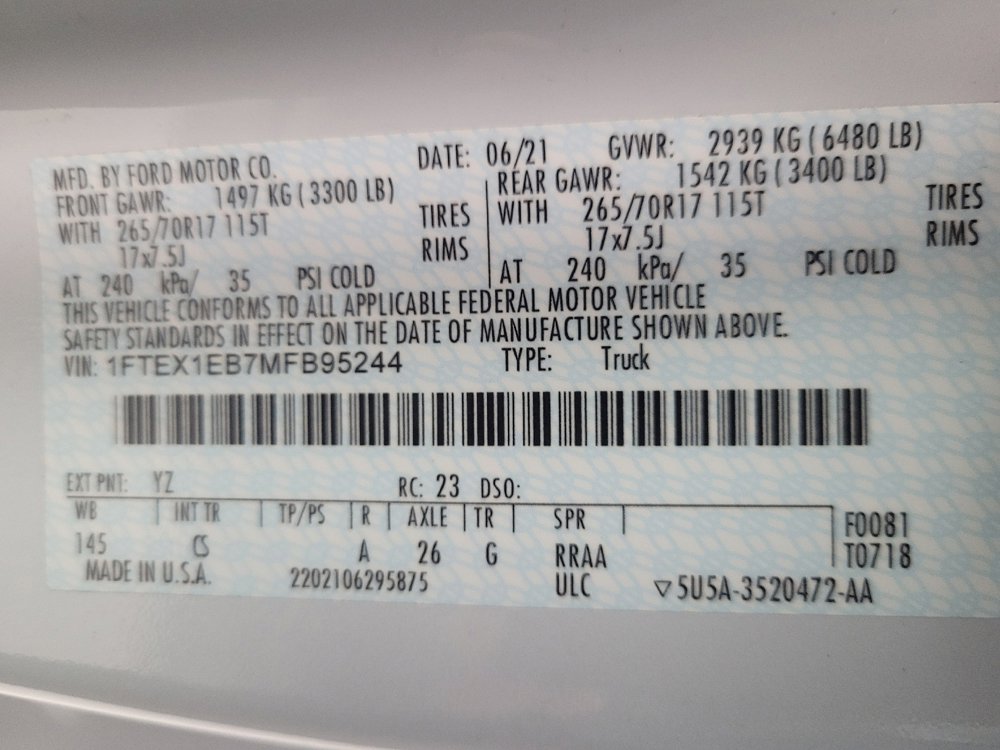 MFD. BY FORD MOTOR CO. DATE: 06/21 GVWR: 2939 KG ( 6480 LB)
FRONT GAWR: 1497 KG ( 3300 LB) REAR GAWR: 1542 KG ( 3400 LB)
WITH 265/70R17 115T TIRES WITH 265/70R17 115T TIRES
17x7.5J RIMS 17x7.5J RIMS
AT 240 kPa/ 35 PSI COLD AT 240 kPa/ 35 PSI COLD
THIS VEHICLE CONFORMS TO ALL APPLICABLE FEDERAL MOTOR VEHICLE
SAFETY STANDARDS IN EFFECT ON THE DATE OF MANUFACTURE SHOWN ABOVE.
VIN: 1FTEX1EB7MFB95244 TYPE: Truck
EXT PNT: YZ RC: 23 DSO:
WB INT TR TP/PS R AXLE TR SPR F0081
145 CS A 26 G RRAA T0718
MADE IN U.S.A. 2202106295875 ULC ▽5U5A-3520472-AA